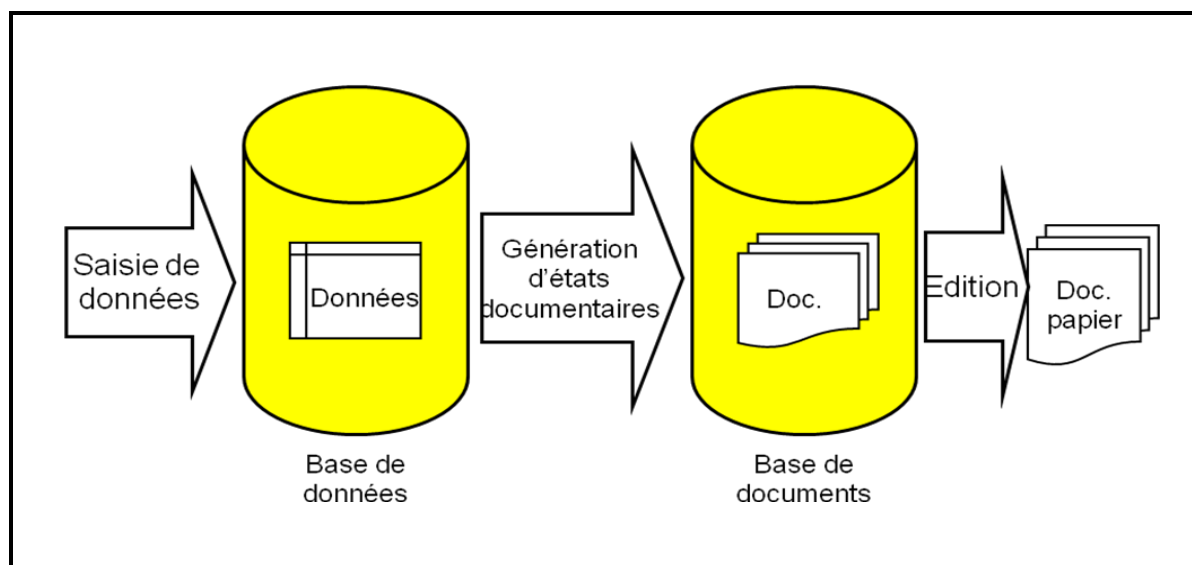 Saisie de
données
Données
Base de
données
Génération
d'états
documentaires
Doc.
Base de
documents
Edition
Doc.
papier